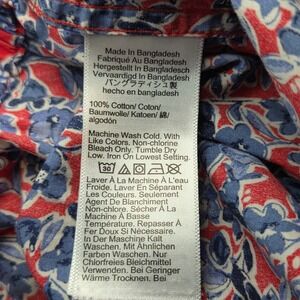 Made In Bangladesh
Fabriqué Au Bangladesh
Hergestellt In Bangladesch
Vervaardigd In Bangladesh
バングラディシュ製
hecho en bangladesh
100% Cotton/ Coton/
Baumwolle/ Katoen/ 綿/
algodón
Machine Wash Cold. With
Like Colors. Non-chlorine
Bleach Only. Tumble Dry
Low. Iron On Lowest Setting.
30
Laver À La Machine À L'eau
Froide. Laver En Séparant
Les Couleurs. Seulement
Agent De Blanchiment
Non-chlore. Sécher À La
Machine À Basse
Température. Repasser À
Fer Doux Si Nécessaire.
In Der Maschine Kalt
Waschen. Mit Ähnlichen
Farben Waschen. Nur
Chlorfreies Bleichmittel
Verwenden. Bei Geringer
Wärme Trocknen. Bei